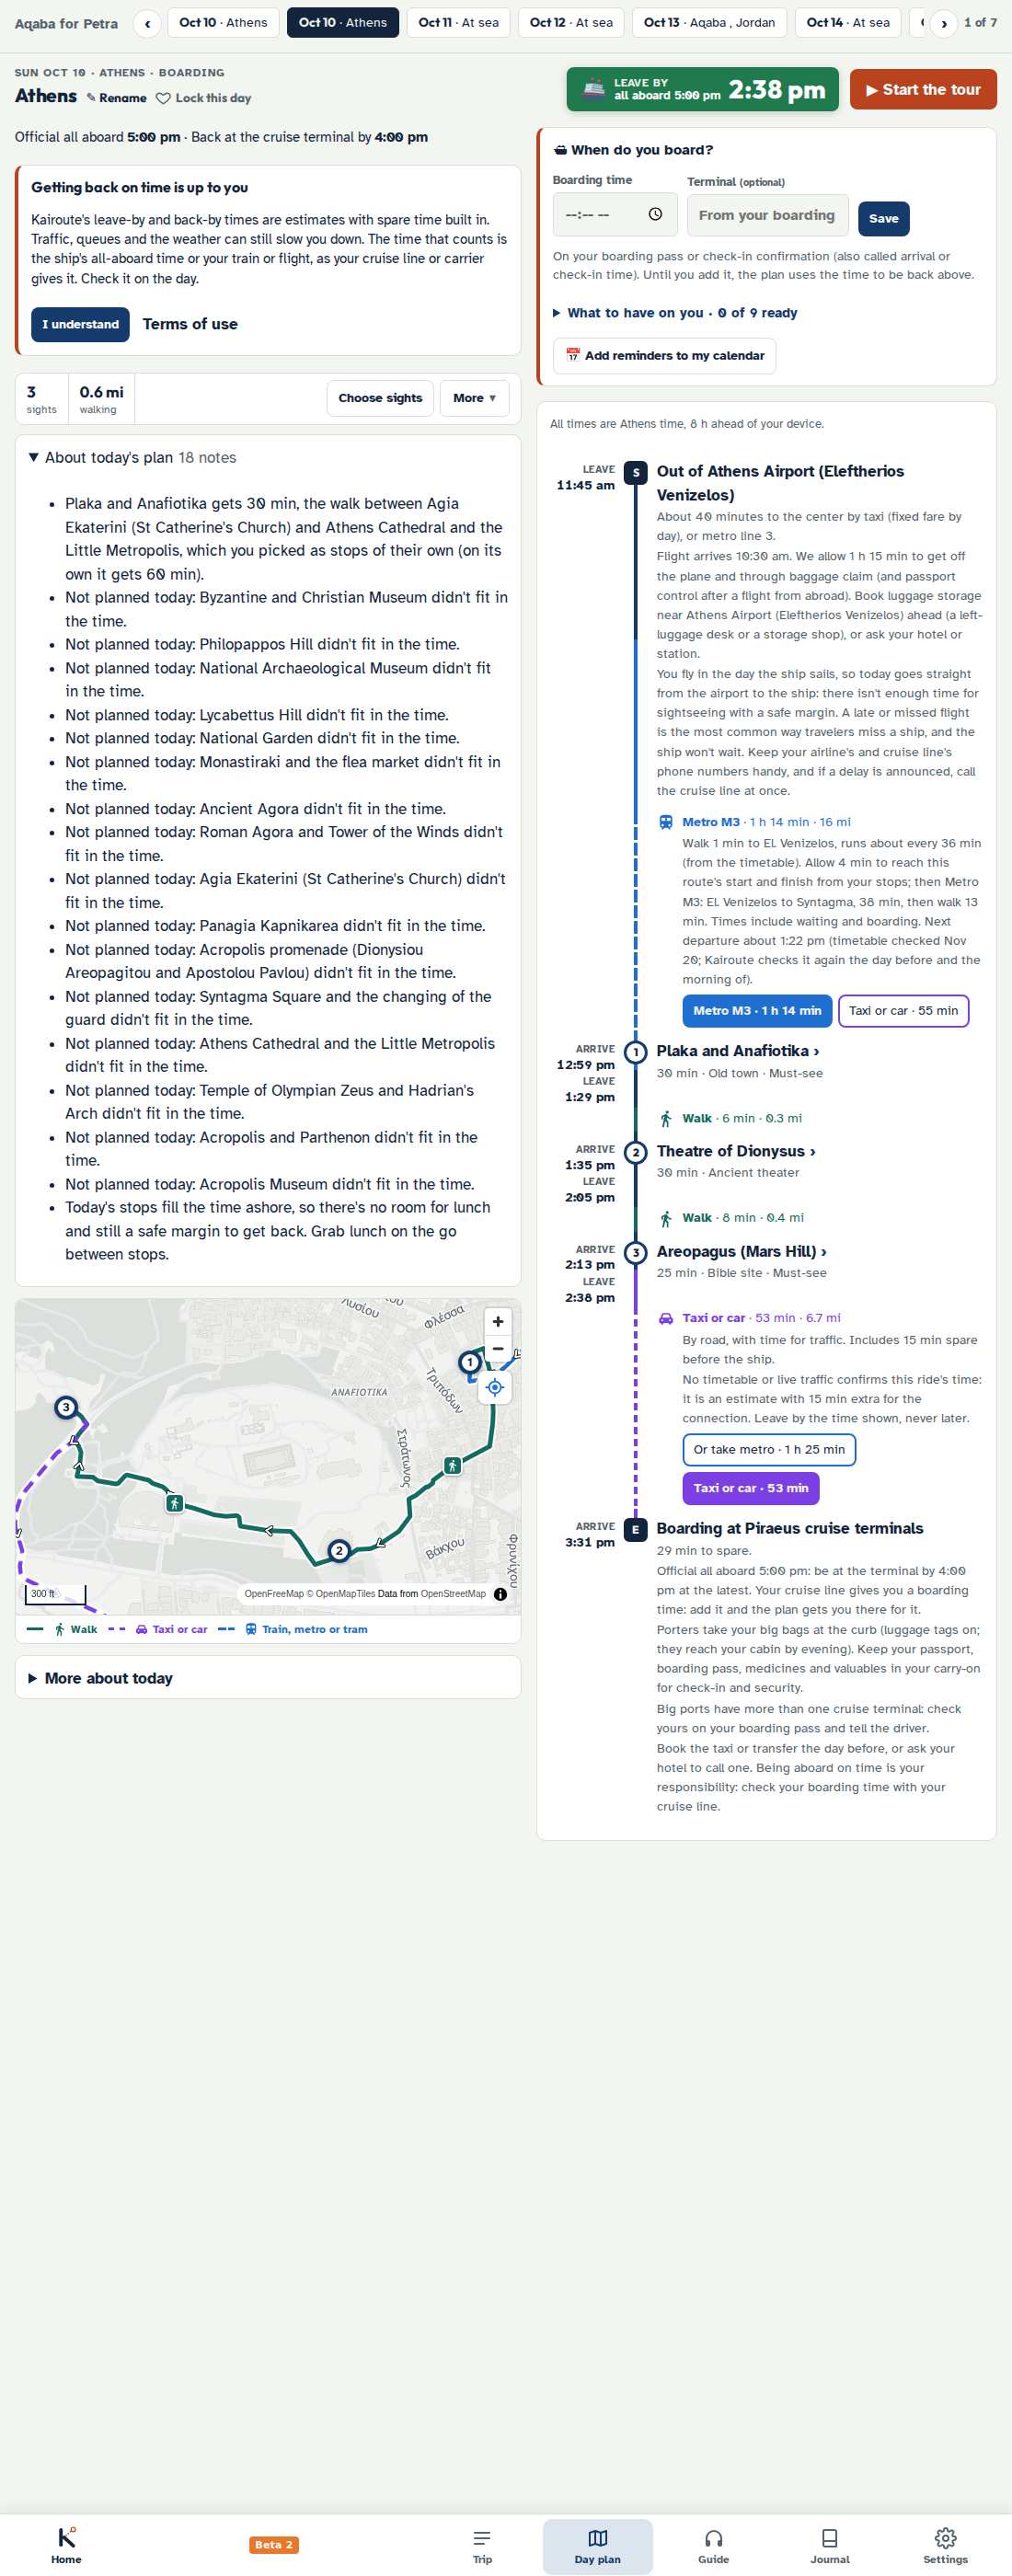 Aqaba for Petra
‹
Oct 10 · Athens
Oct 10 · Athens
Oct 11 · At sea
Oct 12 · At sea
Oct 13 · Aqaba , Jordan
Oct 14 · At sea
›
1 of 7
SUN OCT 10 · ATHENS · BOARDING
Athens ✎ Rename Lock this day
LEAVE BY
all aboard 5:00 pm 2:38 pm
▶ Start the tour
Official all aboard 5:00 pm · Back at the cruise terminal by 4:00 pm
Getting back on time is up to you
Kairoute's leave-by and back-by times are estimates with spare time built in.
Traffic, queues and the weather can still slow you down. The time that counts is
the ship's all-aboard time or your train or flight, as your cruise line or carrier
gives it. Check it on the day.
I understand Terms of use
3
sights
0.6 mi
walking
Choose sights
More ▼
▼ About today's plan 18 notes
• Plaka and Anafiotika gets 30 min, the walk between Agia
Ekaterini (St Catherine's Church) and Athens Cathedral and the
Little Metropolis, which you picked as stops of their own (on its
own it gets 60 min).
• Not planned today: Byzantine and Christian Museum didn't fit in
the time.
• Not planned today: Philopappos Hill didn't fit in the time.
• Not planned today: National Archaeological Museum didn't fit
in the time.
• Not planned today: Lycabettus Hill didn't fit in the time.
• Not planned today: National Garden didn't fit in the time.
• Not planned today: Monastiraki and the flea market didn't fit in
the time.
• Not planned today: Ancient Agora didn't fit in the time.
• Not planned today: Roman Agora and Tower of the Winds didn't
fit in the time.
• Not planned today: Agia Ekaterini (St Catherine's Church) didn't
fit in the time.
• Not planned today: Panagia Kapnikarea didn't fit in the time.
• Not planned today: Acropolis promenade (Dionysiou
Areopagitou and Apostolou Pavlou) didn't fit in the time.
• Not planned today: Syntagma Square and the changing of the
guard didn't fit in the time.
• Not planned today: Athens Cathedral and the Little Metropolis
didn't fit in the time.
• Not planned today: Temple of Olympian Zeus and Hadrian's
Arch didn't fit in the time.
• Not planned today: Acropolis and Parthenon didn't fit in the
time.
• Not planned today: Acropolis Museum didn't fit in the time.
• Today's stops fill the time ashore, so there's no room for lunch
and still a safe margin to get back. Grab lunch on the go
between stops.
Φλέσσα
Τριπόδων
ΑΝΑΦΙΟΤΙΚΑ
Στράτωνος
Βάκχου
Φρυνίχου
1
2
3
+
−
300 ft
OpenFreeMap © OpenMapTiles Data from OpenStreetMap
Walk Taxi or car Train, metro or tram
▶ More about today
When do you board?
Boarding time
Terminal (optional)
--:-- --
From your boarding
Save
On your boarding pass or check-in confirmation (also called arrival or
check-in time). Until you add it, the plan uses the time to be back above.
▶ What to have on you · 0 of 9 ready
Add reminders to my calendar
All times are Athens time, 8 h ahead of your device.
LEAVE
11:45 am
S
Out of Athens Airport (Eleftherios
Venizelos)
About 40 minutes to the center by taxi (fixed fare by
day), or metro line 3.
Flight arrives 10:30 am. We allow 1 h 15 min to get off
the plane and through baggage claim (and passport
control after a flight from abroad). Book luggage storage
near Athens Airport (Eleftherios Venizelos) ahead (a left-
luggage desk or a storage shop), or ask your hotel or
station.
You fly in the day the ship sails, so today goes straight
from the airport to the ship: there isn't enough time for
sightseeing with a safe margin. A late or missed flight
is the most common way travelers miss a ship, and the
ship won't wait. Keep your airline's and cruise line's
phone numbers handy, and if a delay is announced, call
the cruise line at once.
Metro M3 · 1 h 14 min · 16 mi
Walk 1 min to EL Venizelos, runs about every 36 min
(from the timetable). Allow 4 min to reach this
route's start and finish from your stops; then Metro
M3: EL Venizelos to Syntagma, 38 min, then walk 13
min. Times include waiting and boarding. Next
departure about 1:22 pm (timetable checked Nov
20; Kairoute checks it again the day before and the
morning of).
Metro M3 · 1 h 14 min
Taxi or car · 55 min
ARRIVE
12:59 pm
LEAVE
1:29 pm
1
Plaka and Anafiotika ›
30 min · Old town · Must-see
Walk · 6 min · 0.3 mi
ARRIVE
1:35 pm
LEAVE
2:05 pm
2
Theatre of Dionysus ›
30 min · Ancient theater
Walk · 8 min · 0.4 mi
ARRIVE
2:13 pm
LEAVE
2:38 pm
3
Areopagus (Mars Hill) ›
25 min · Bible site · Must-see
Taxi or car · 53 min · 6.7 mi
By road, with time for traffic. Includes 15 min spare
before the ship.
No timetable or live traffic confirms this ride's time:
it is an estimate with 15 min extra for the
connection. Leave by the time shown, never later.
Or take metro · 1 h 25 min
Taxi or car · 53 min
ARRIVE
3:31 pm
E
Boarding at Piraeus cruise terminals
29 min to spare.
Official all aboard 5:00 pm: be at the terminal by 4:00
pm at the latest. Your cruise line gives you a boarding
time: add it and the plan gets you there for it.
Porters take your big bags at the curb (luggage tags on;
they reach your cabin by evening). Keep your passport,
boarding pass, medicines and valuables in your carry-on
for check-in and security.
Big ports have more than one cruise terminal: check
yours on your boarding pass and tell the driver.
Book the taxi or transfer the day before, or ask your
hotel to call one. Being aboard on time is your
responsibility: check your boarding time with your
cruise line.
Home
Beta 2
Trip
Day plan
Guide
Journal
Settings